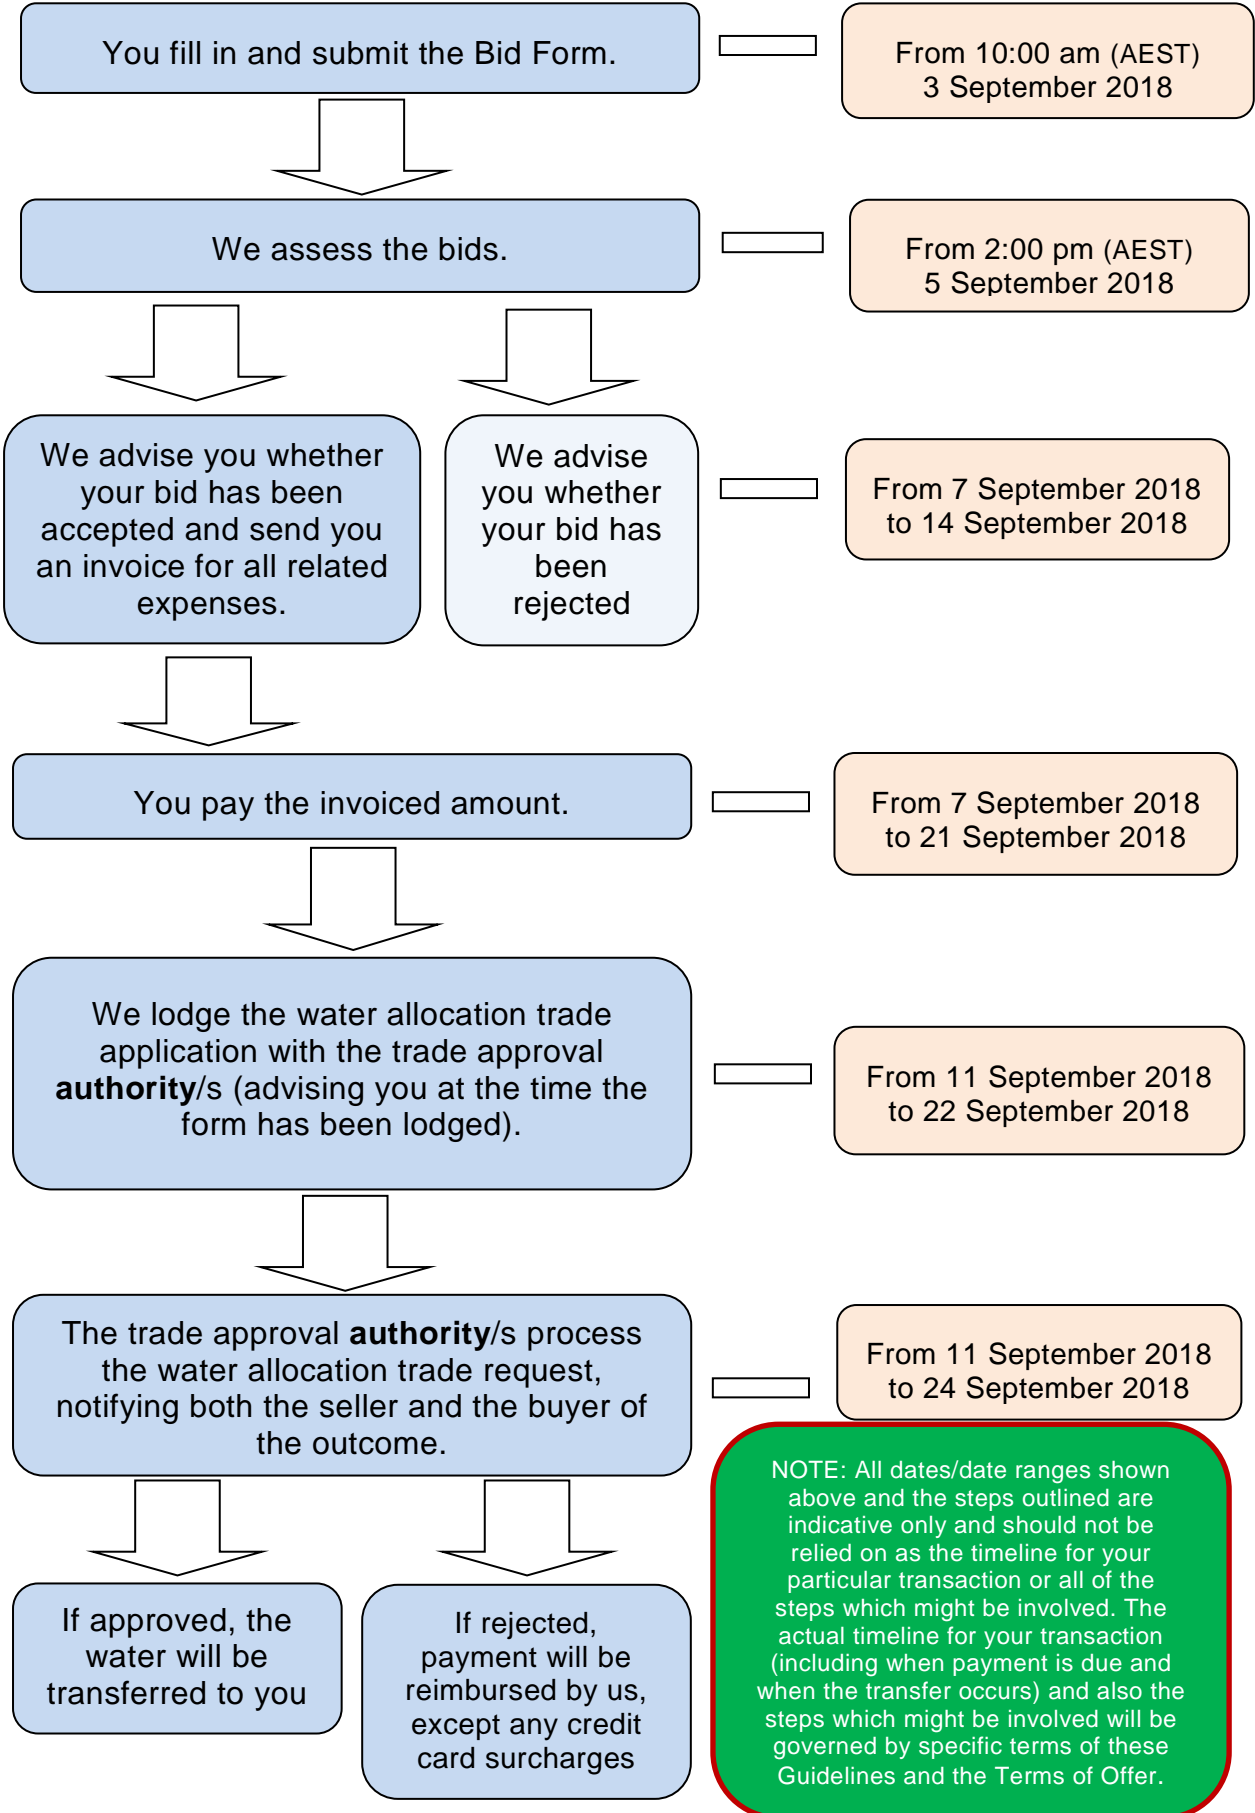 You fill in and submit the Bid Form.
From 10:00 am (AEST)
3 September 2018
We assess the bids.
From 2:00 pm (AEST)
5 September 2018
We advise you whether
your bid has been
accepted and send you
an invoice for all related
expenses.
We advise
you whether
your bid has
been
rejected
From 7 September 2018
to 14 September 2018
You pay the invoiced amount.
From 7 September 2018
to 21 September 2018
We lodge the water allocation trade
application with the trade approval
authority/s (advising you at the time the
form has been lodged).
From 11 September 2018
to 22 September 2018
The trade approval authority/s process
the water allocation trade request,
notifying both the seller and the buyer of
the outcome.
From 11 September 2018
to 24 September 2018
If approved, the
water will be
transferred to you
If rejected,
payment will be
reimbursed by us,
except any credit
card surcharges
NOTE: All dates/date ranges shown
above and the steps outlined are
indicative only and should not be
relied on as the timeline for your
particular transaction or all of the
steps which might be involved. The
actual timeline for your transaction
(including when payment is due and
when the transfer occurs) and also the
steps which might be involved will be
governed by specific terms of these
Guidelines and the Terms of Offer.